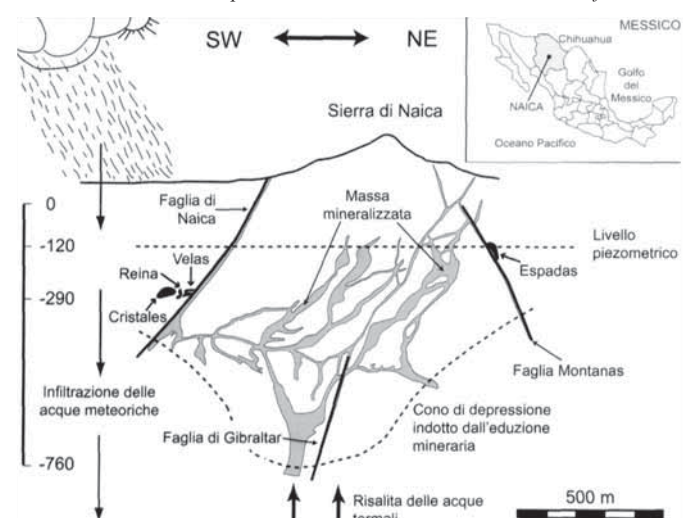 MESSICO
Chihuahua
Golfo
del
Messico
NAICA
Oceano Pacifico
SW
NE
Sierra di Naica
0
-120
-290
-760
Faglia di
Naica
Massa
mineralizzata
Livello
piezometrico
Velas
Reina
Cristales
Espadas
Faglia Montanas
Infiltrazione delle
acque meteoriche
Faglia di Gibraltar
Cono di depressione
indotto dall'eduzione
mineraria
Risalita delle acque
termali
500 m